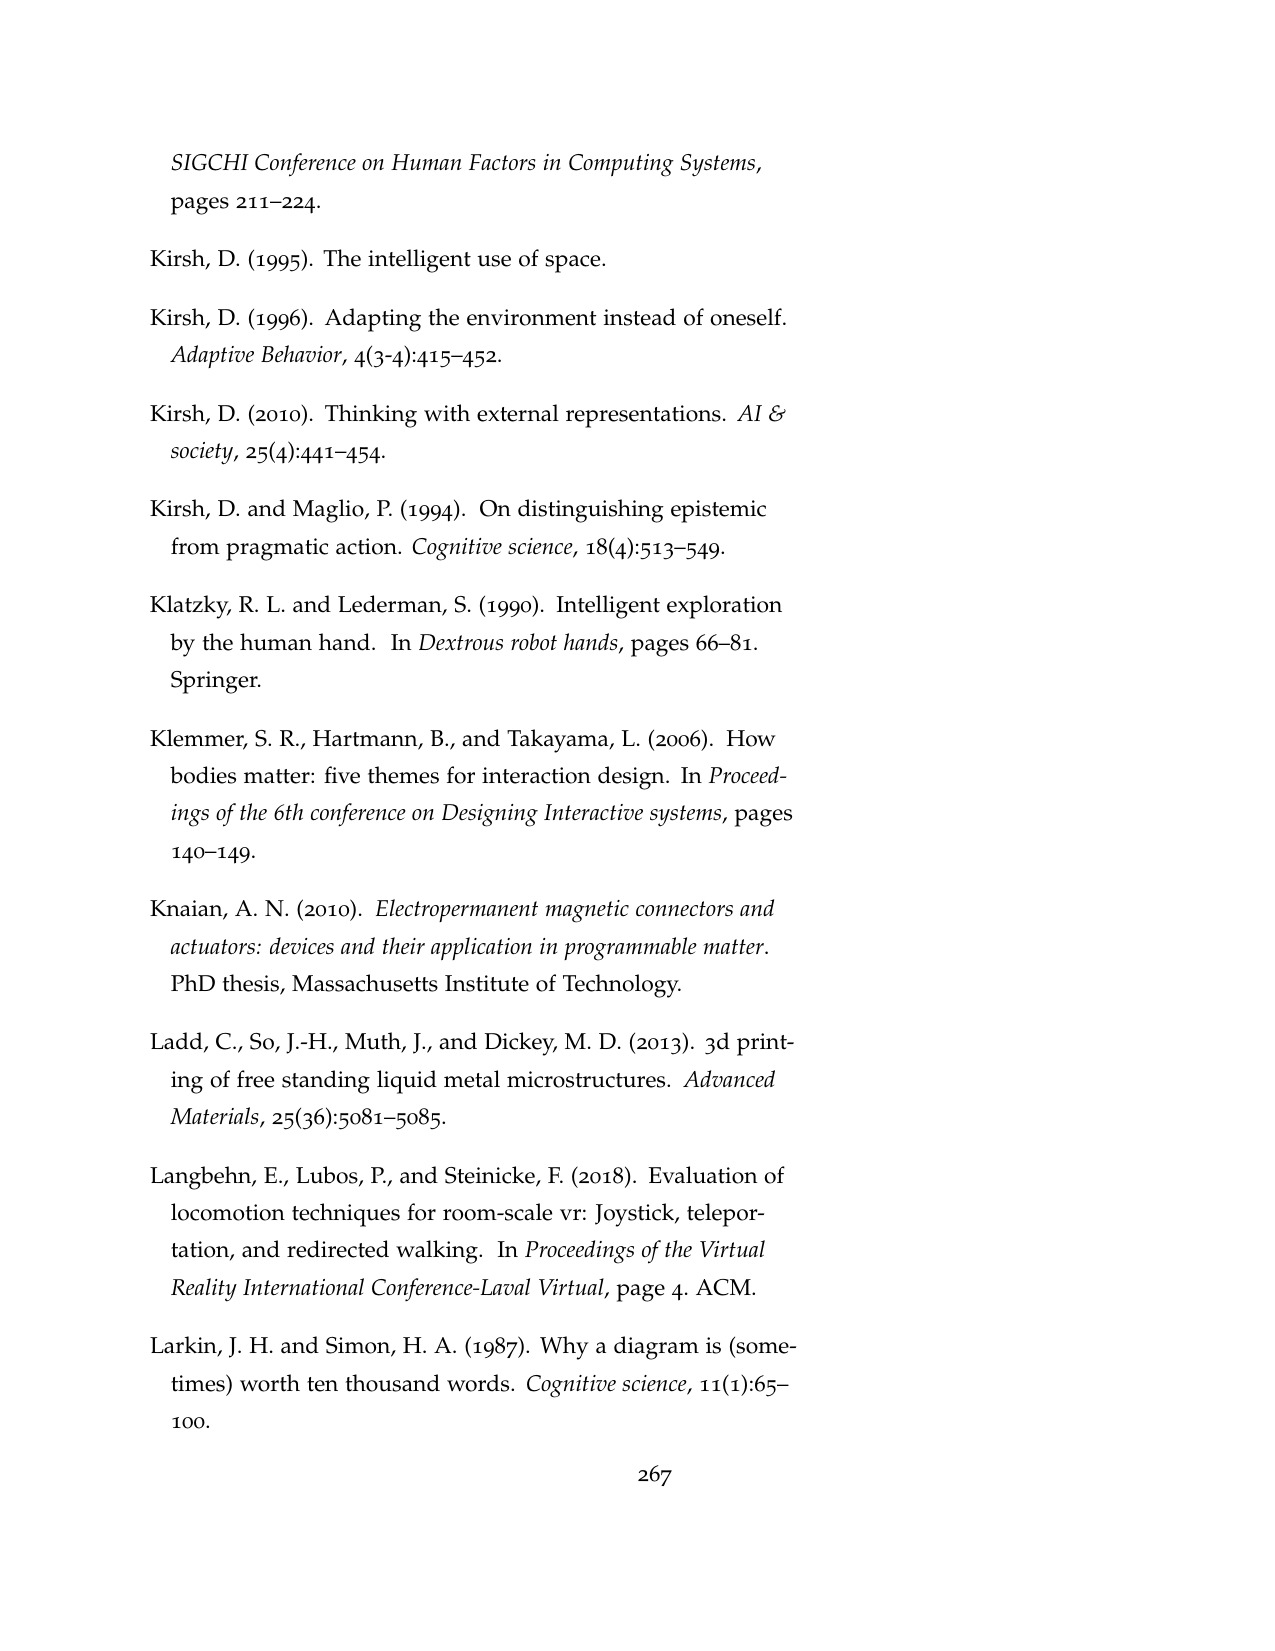 SIGCHI Conference on Human Factors in Computing Systems,
pages 211–224.
Kirsh, D. (1995). The intelligent use of space.
Kirsh, D. (1996). Adapting the environment instead of oneself.
Adaptive Behavior, 4(3-4):415–452.
Kirsh, D. (2010). Thinking with external representations. AI &
society, 25(4):441–454.
Kirsh, D. and Maglio, P. (1994). On distinguishing epistemic
from pragmatic action. Cognitive science, 18(4):513–549.
Klatzky, R. L. and Lederman, S. (1990). Intelligent exploration
by the human hand. In Dextrous robot hands, pages 66–81.
Springer.
Klemmer, S. R., Hartmann, B., and Takayama, L. (2006). How
bodies matter: five themes for interaction design. In Proceed-
ings of the 6th conference on Designing Interactive systems, pages
140–149.
Knaian, A. N. (2010). Electropermanent magnetic connectors and
actuators: devices and their application in programmable matter.
PhD thesis, Massachusetts Institute of Technology.
Ladd, C., So, J.-H., Muth, J., and Dickey, M. D. (2013). 3d print-
ing of free standing liquid metal microstructures. Advanced
Materials, 25(36):5081–5085.
Langbehn, E., Lubos, P., and Steinicke, F. (2018). Evaluation of
locomotion techniques for room-scale vr: Joystick, telepor-
tation, and redirected walking. In Proceedings of the Virtual
Reality International Conference-Laval Virtual, page 4. ACM.
Larkin, J. H. and Simon, H. A. (1987). Why a diagram is (some-
times) worth ten thousand words. Cognitive science, 11(1):65–
100.
267